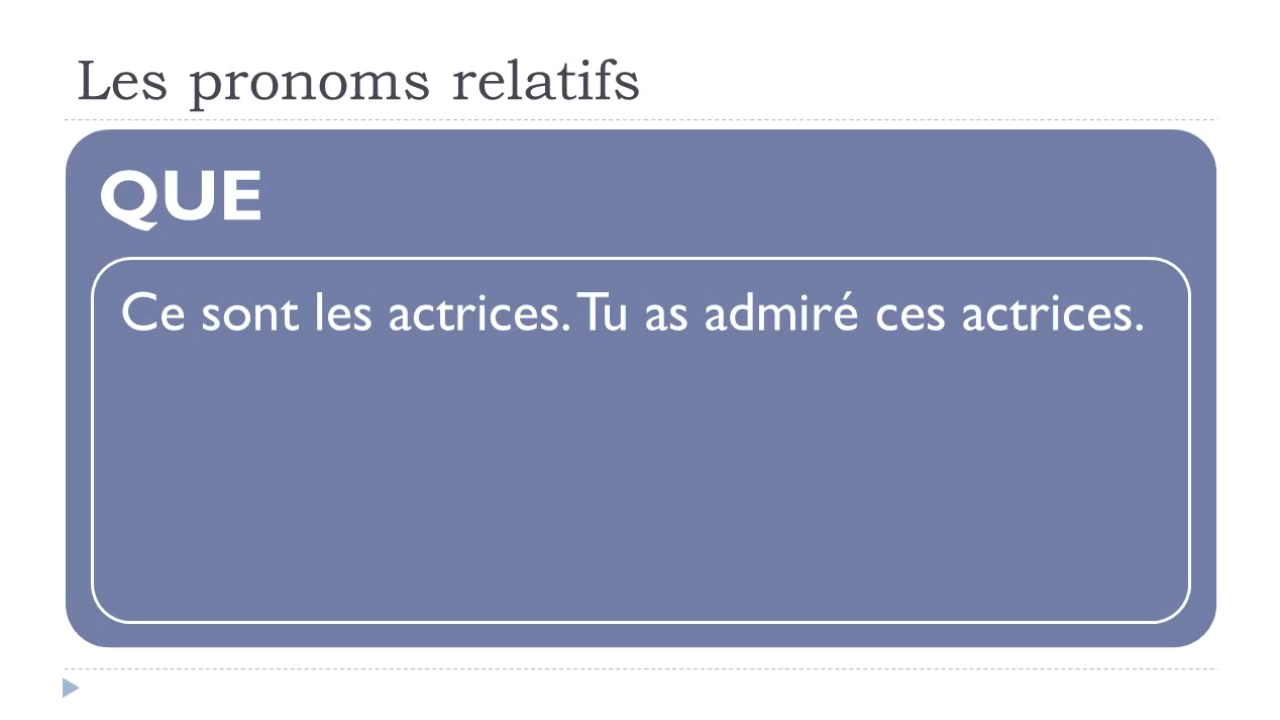 Les pronoms relatifs
QUE
Ce sont les actrices. Tu as admiré ces actrices.